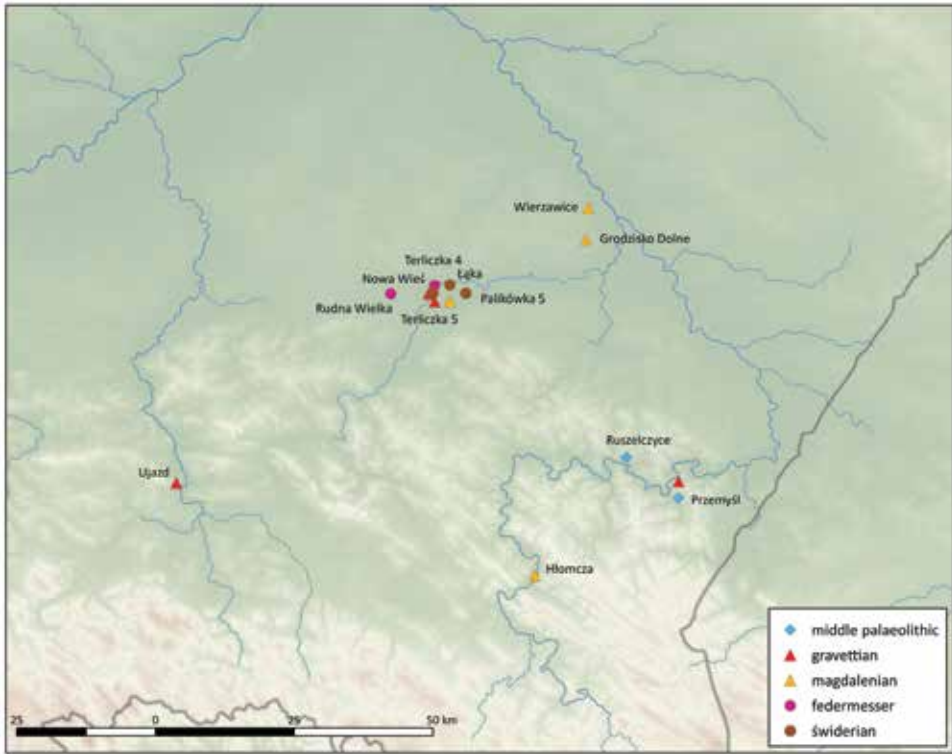 Wierzawice
Grodzisko Dolne
Terliczka 4
Nowa Wieś
Łąka
Rudna Wielka
Palikówka 5
Terliczka 5
Ruszelczyce
Ujazd
Przemyśl
Hłomcza
middle palaeolithic
gravettian
magdalenian
federmesser
świderian
25 0 25 50 km